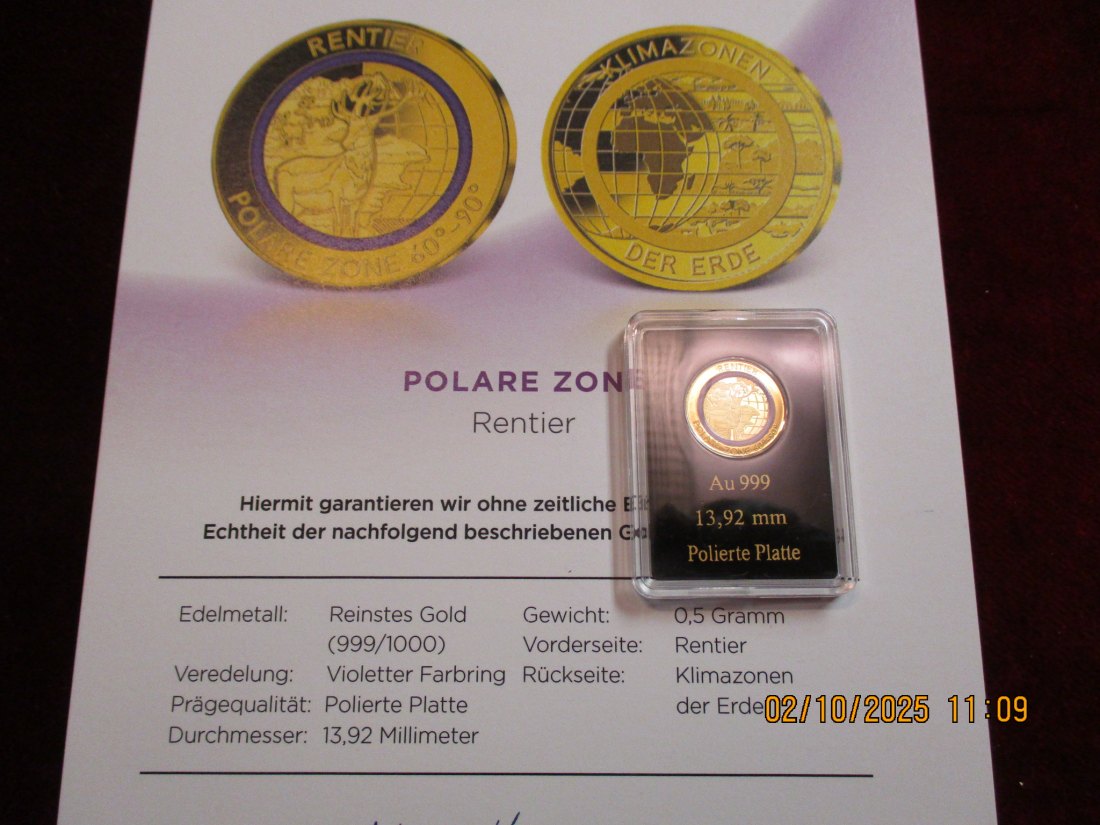 RENTIER
POLARE ZONE 60°–90°
KLIMAZONEN
DER ERDE
POLARE ZONE
Rentier
RENTIER
POLARE ZONE
Au 999
13,92 mm
Polierte Platte
Hiermit garantieren wir ohne zeitliche
Echtheit der nachfolgend beschriebenen
Edelmetall: Reinstes Gold Gewicht: 0,5 Gramm
(999/1000) Vorderseite: Rentier
Veredelung: Violetter Farbring Rückseite: Klimazonen
Prägequalität: Polierte Platte der Erde
Durchmesser: 13,92 Millimeter
02/10/2025 11:09